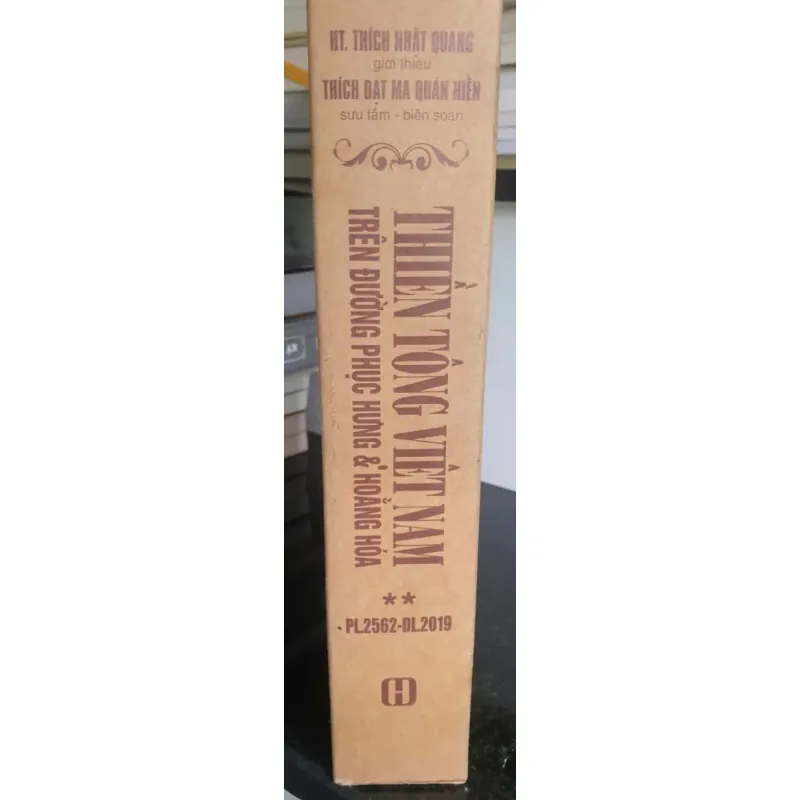 HT. THÍCH NHẬT QUANG
giới thiệu
THÍCH ĐẠT MA QUÁN HIỀN
sưu tầm - biên soạn
THIỀN TÔNG VIỆT NAM
TRÊN ĐƯỜNG PHỤC HƯNG & HOẰNG HÓA
**
PL.2562-DL.2019